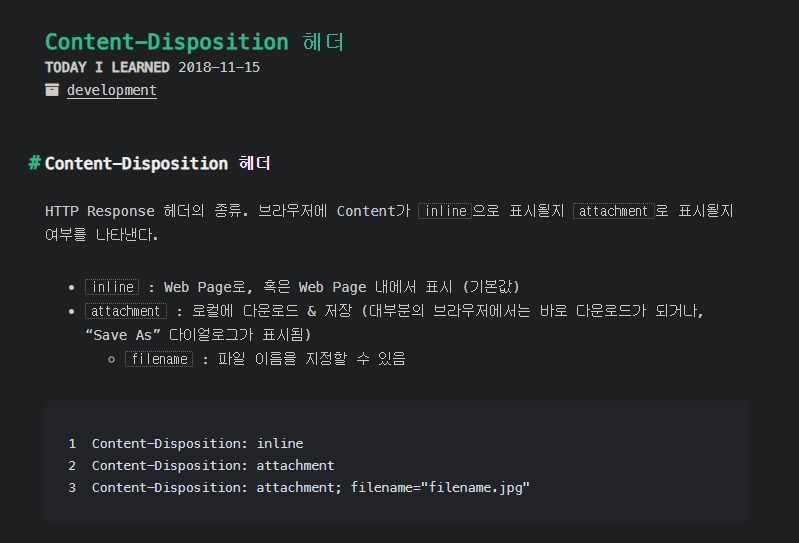 Content-Disposition 헤더
TODAY I LEARNED 2018-11-15
development
# Content-Disposition 헤더
HTTP Response 헤더의 종류. 브라우저에 Content가 inline으로 표시될지 attachment로 표시될지
여부를 나타낸다.
• inline : Web Page로, 혹은 Web Page 내에서 표시 (기본값)
• attachment : 로컬에 다운로드 & 저장 (대부분의 브라우저에서는 바로 다운로드가 되거나,
“Save As” 다이얼로그가 표시됨)
◦ filename : 파일 이름을 지정할 수 있음
1 Content-Disposition: inline
2 Content-Disposition: attachment
3 Content-Disposition: attachment; filename="filename.jpg"